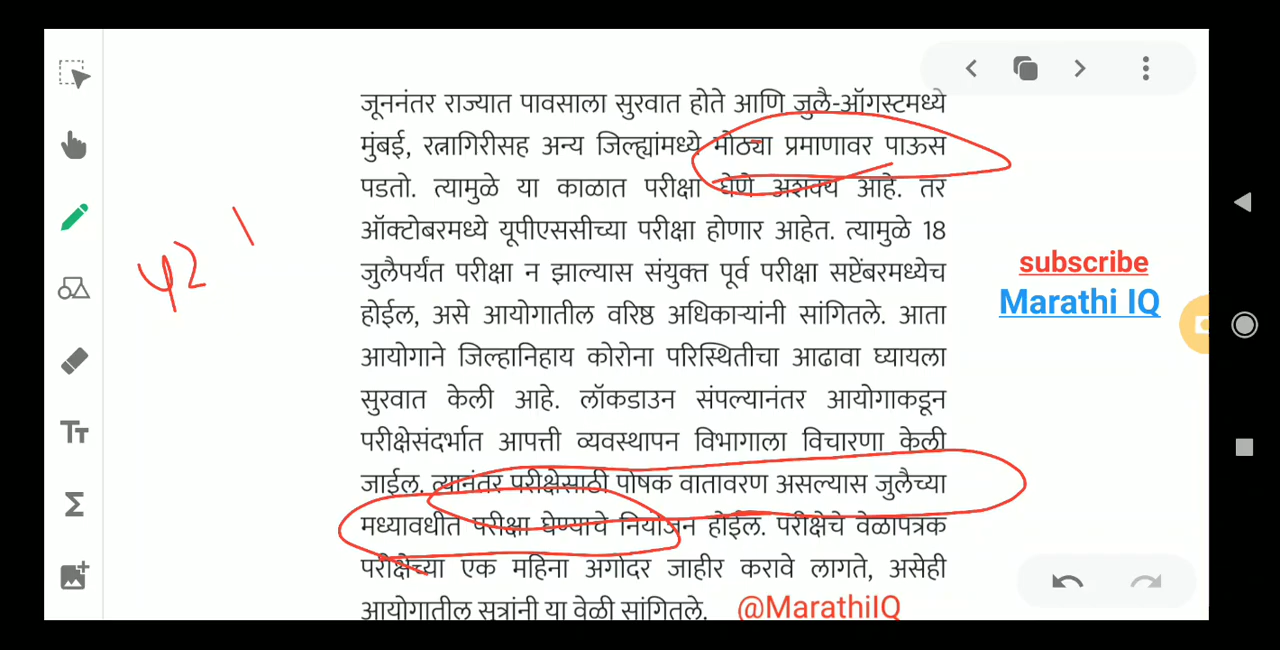 जूननंतर राज्यात पावसाला सुरवात होते आणि जुलै-ऑगस्टमध्ये
मुंबई, रत्नागिरीसह अन्य जिल्ह्यांमध्ये मोठ्या प्रमाणावर पाऊस
पडतो. त्यामुळे या काळात परीक्षा घेणे अशक्य आहे. तर
ऑक्टोबरमध्ये यूपीएससीच्या परीक्षा होणार आहेत. त्यामुळे 18
जुलैपर्यंत परीक्षा न झाल्यास संयुक्त पूर्व परीक्षा सप्टेंबरमध्येच
होईल, असे आयोगातील वरिष्ठ अधिकाऱ्यांनी सांगितले. आता
आयोगाने जिल्हानिहाय कोरोना परिस्थितीचा आढावा घ्यायला
सुरवात केली आहे. लॉकडाउन संपल्यानंतर आयोगाकडून
परीक्षेसंदर्भात आपत्ती व्यवस्थापन विभागाला विचारणा केली
जाईल. त्यानंतर परीक्षेसाठी पोषक वातावरण असल्यास जुलैच्या
मध्यावधीत परीक्षा घेण्याचे नियोजन होईल. परीक्षेचे वेळापत्रक
परीक्षेच्या एक महिना अगोदर जाहीर करावे लागते, असेही
आयोगातील सूत्रांनी या वेळी सांगितले. @MarathiIQ
subscribe
Marathi IQ
TT
Σ